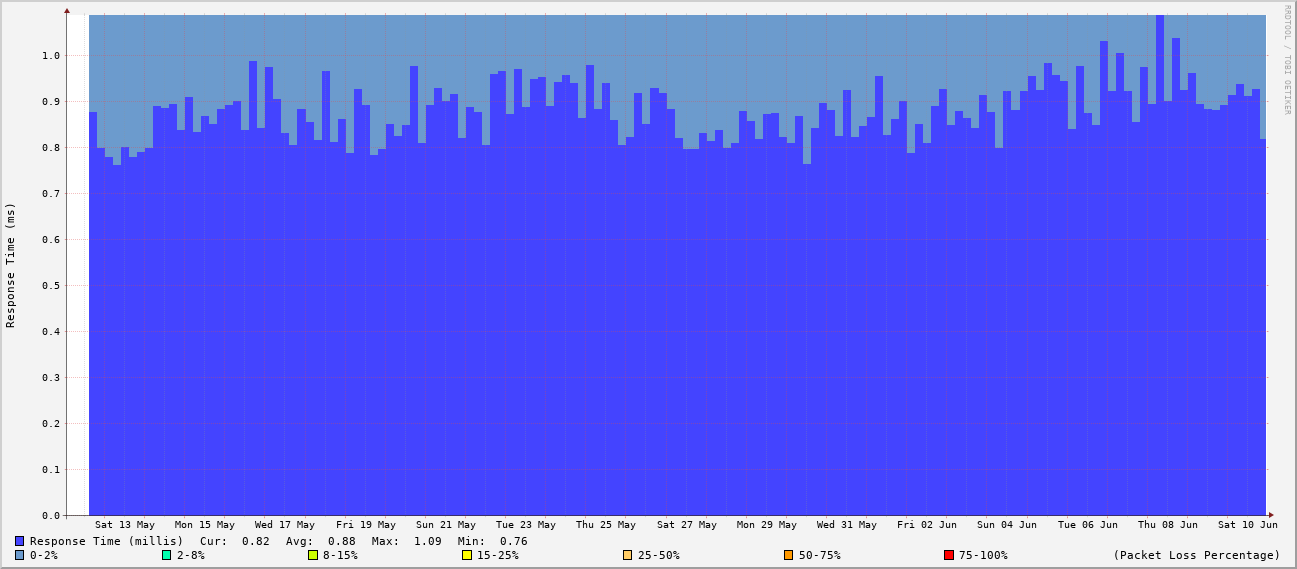 RRDTOOL / TOBI OETIKER
Response Time (ms)
1.0
0.9
0.8
0.7
0.6
0.5
0.4
0.3
0.2
0.1
0.0
Sat 13 May Mon 15 May Wed 17 May Fri 19 May Sun 21 May Tue 23 May Thu 25 May Sat 27 May Mon 29 May Wed 31 May Fri 02 Jun Sun 04 Jun Tue 06 Jun Thu 08 Jun Sat 10 Jun
Response Time (millis) Cur: 0.82 Avg: 0.88 Max: 1.09 Min: 0.76
0-2% 2-8% 8-15% 15-25% 25-50% 50-75% 75-100% (Packet Loss Percentage)